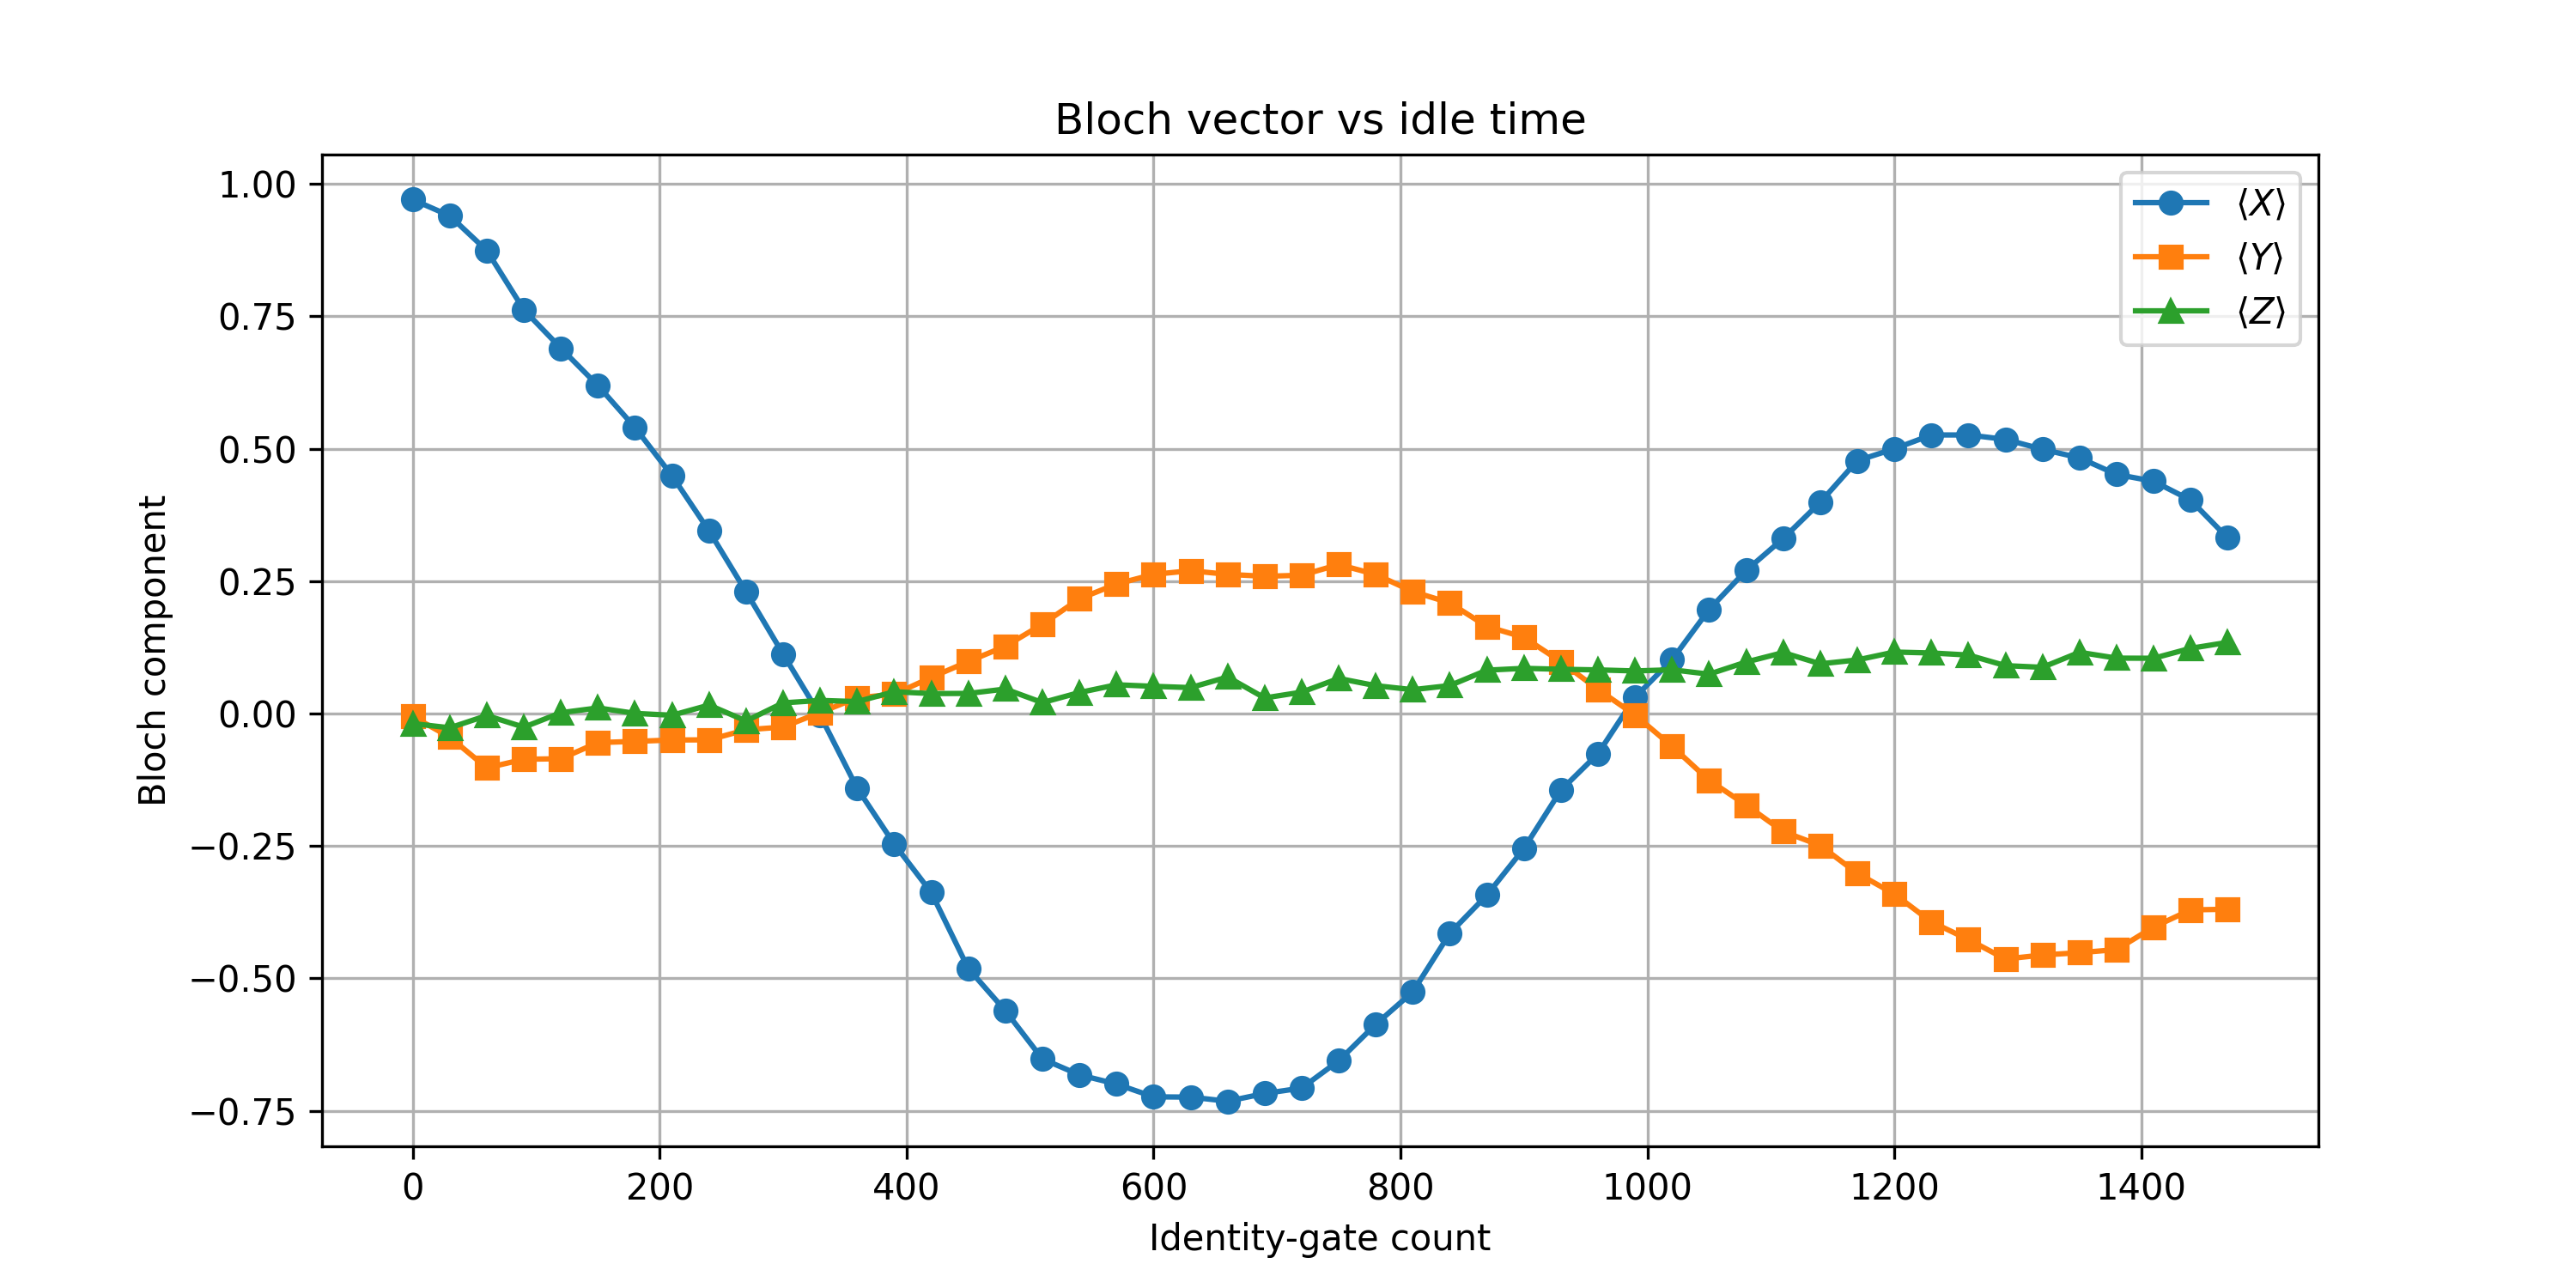 Bloch vector vs idle time
1.00
0.75
0.50
0.25
0.00
−0.25
−0.50
−0.75
Bloch component
⟨X⟩
⟨Y⟩
⟨Z⟩
0 200 400 600 800 1000 1200 1400
Identity-gate count